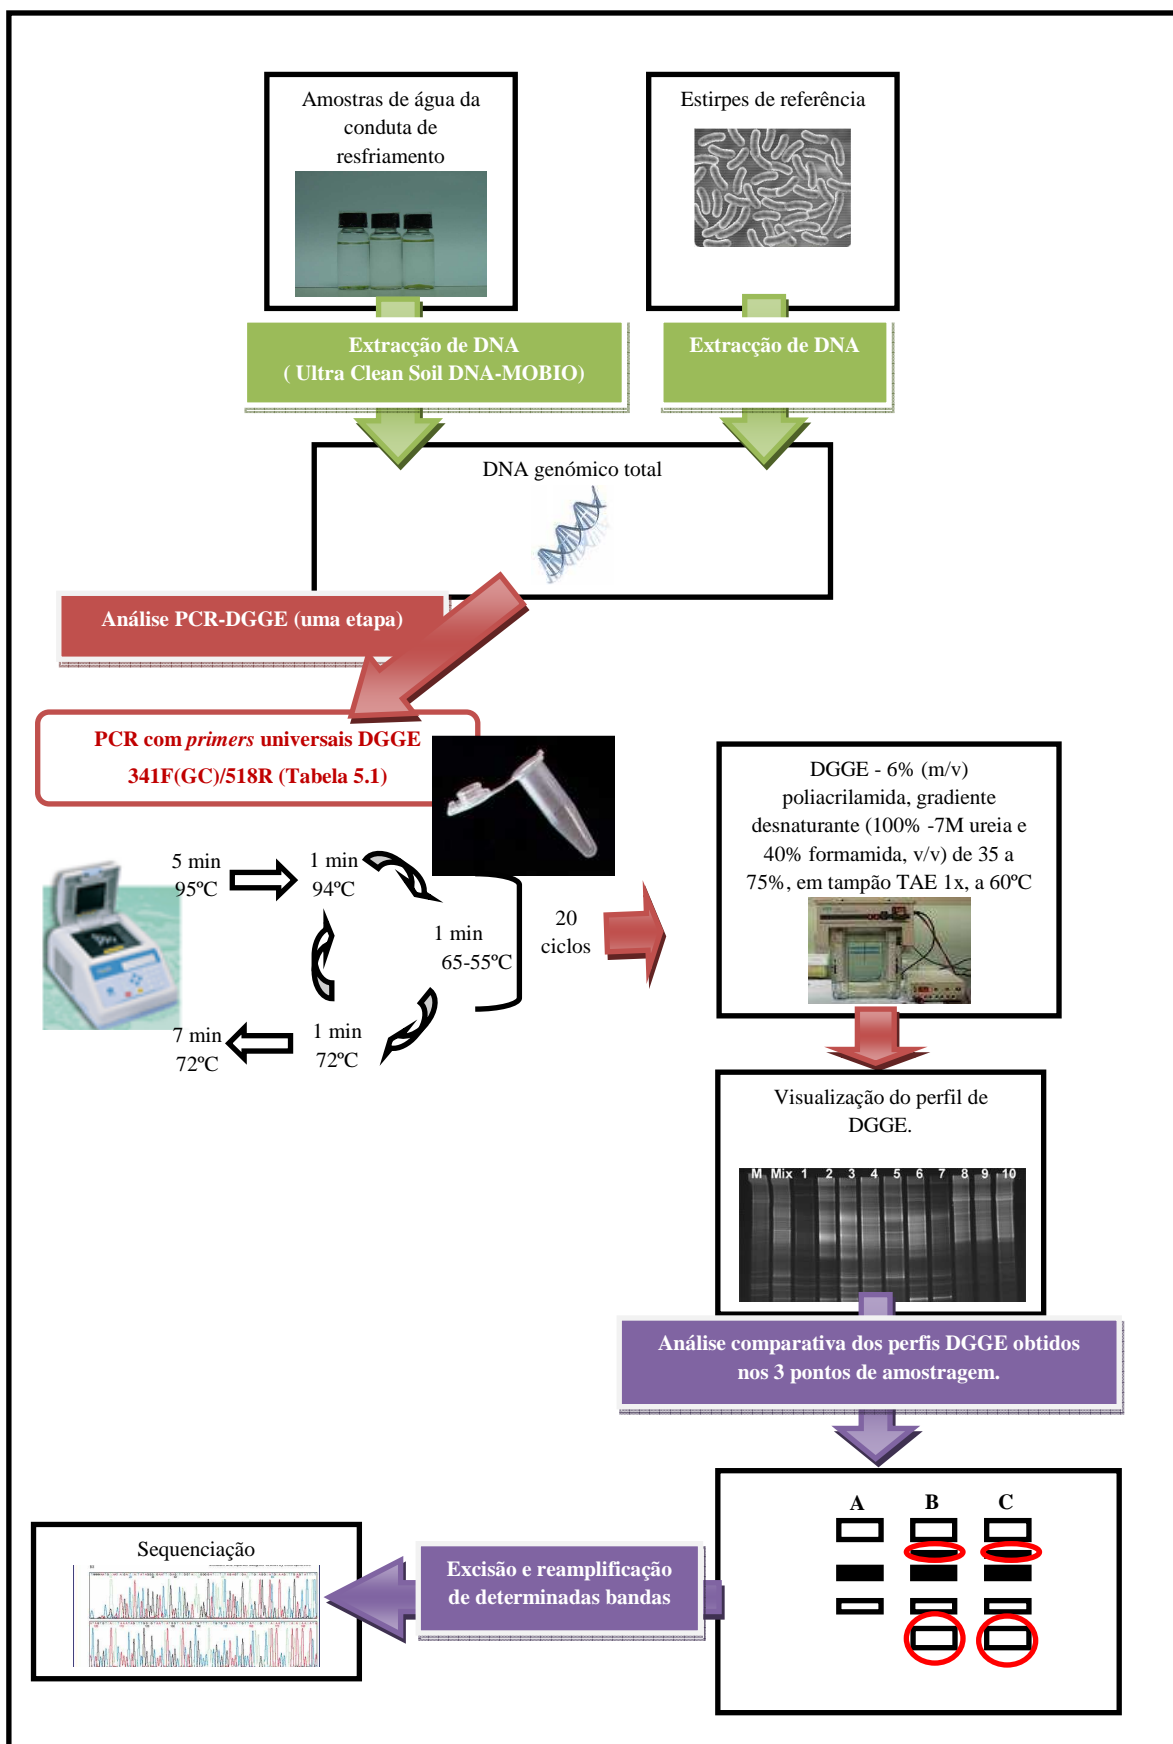 Amostras de água da
conduta de
resfriamento
Estirpes de referência
Extracção de DNA
( Ultra Clean Soil DNA-MOBIO)
Extracção de DNA
DNA genómico total
Análise PCR-DGGE (uma etapa)
PCR com primers universais DGGE
341F(GC)/518R (Tabela 5.1)
5 min
95ºC
1 min
94ºC
1 min
65-55ºC
20
ciclos
1 min
72ºC
7 min
72ºC
DGGE - 6% (m/v)
poliacrilamida, gradiente
desnaturante (100% -7M ureia e
40% formamida, v/v) de 35 a
75%, em tampão TAE 1x, a 60ºC
Visualização do perfil de
DGGE.
M Mix 1 2 3 4 5 6 7 8 9 10
Análise comparativa dos perfis DGGE obtidos
nos 3 pontos de amostragem.
A B C
Excisão e reamplificação
de determinadas bandas
Sequenciação